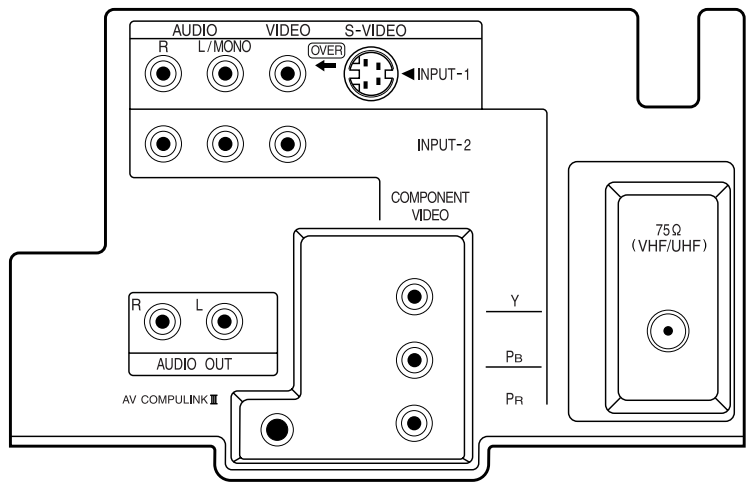 AUDIO VIDEO S-VIDEO
R L/MONO OVER
INPUT-1
INPUT-2
COMPONENT
VIDEO
75Ω
(VHF/UHF)
Y
R L
AUDIO OUT
PB
AV COMPULINK III
PR